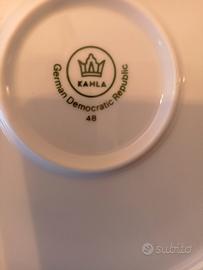 KAHLA
German Democratic Republic
48
subito